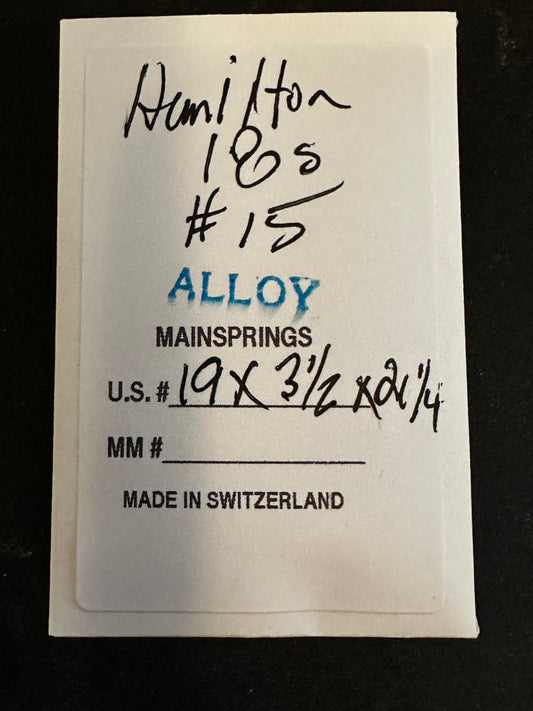 Hamilton
18s
#15
ALLOY
MAINSPRINGS
U.S. # 19 X 3 1/2 X 21 1/4
MM #
MADE IN SWITZERLAND